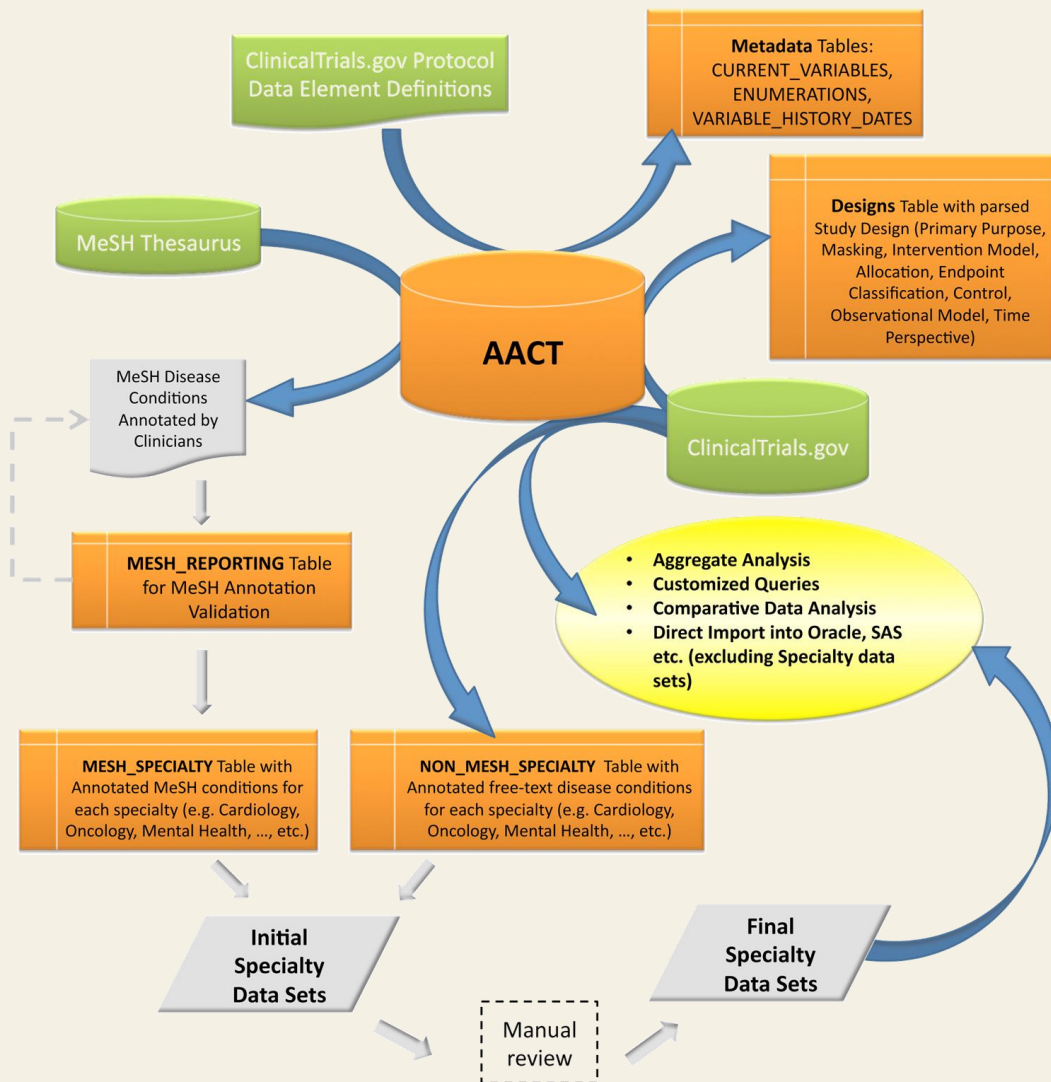 ClinicalTrials.gov Protocol
Data Element Definitions
Metadata Tables:
CURRENT_VARIABLES,
ENUMERATIONS,
VARIABLE_HISTORY_DATES
MeSH Thesaurus
Designs Table with parsed
Study Design (Primary Purpose,
Masking, Intervention Model,
Allocation, Endpoint
Classification, Control,
Observational Model, Time
Perspective)
AACT
MeSH Disease
Conditions
Annotated by
Clinicians
ClinicalTrials.gov
MESH_REPORTING Table
for MeSH Annotation
Validation
• Aggregate Analysis
• Customized Queries
• Comparative Data Analysis
• Direct Import into Oracle, SAS
etc. (excluding Specialty data
sets)
MESH_SPECIALTY Table with
Annotated MeSH conditions for
each specialty (e.g. Cardiology,
Oncology, Mental Health, ..., etc.)
NON_MESH_SPECIALTY Table with
Annotated free-text disease conditions
for each specialty (e.g. Cardiology,
Oncology, Mental Health, ..., etc.)
Initial
Specialty
Data Sets
Final
Specialty
Data Sets
Manual
review